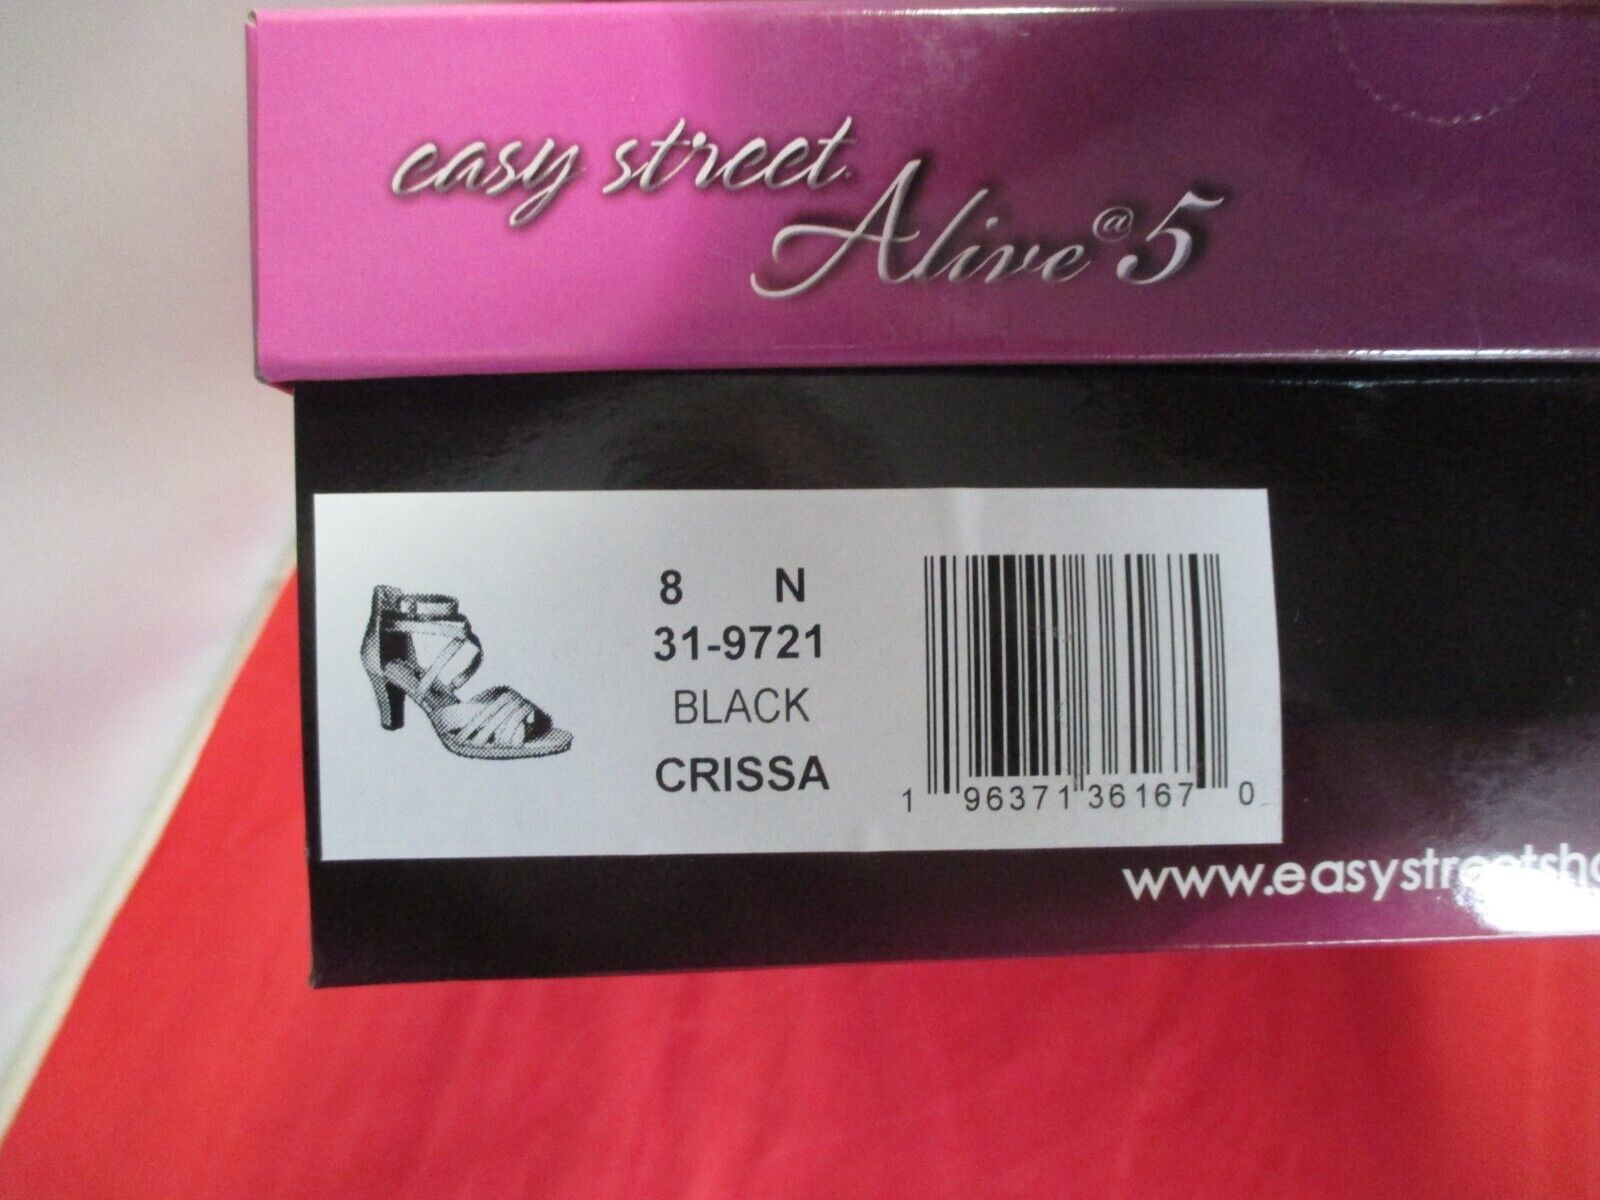 easy street
Alive@5
8 N
31-9721
BLACK
CRISSA
1 96371 36167 0